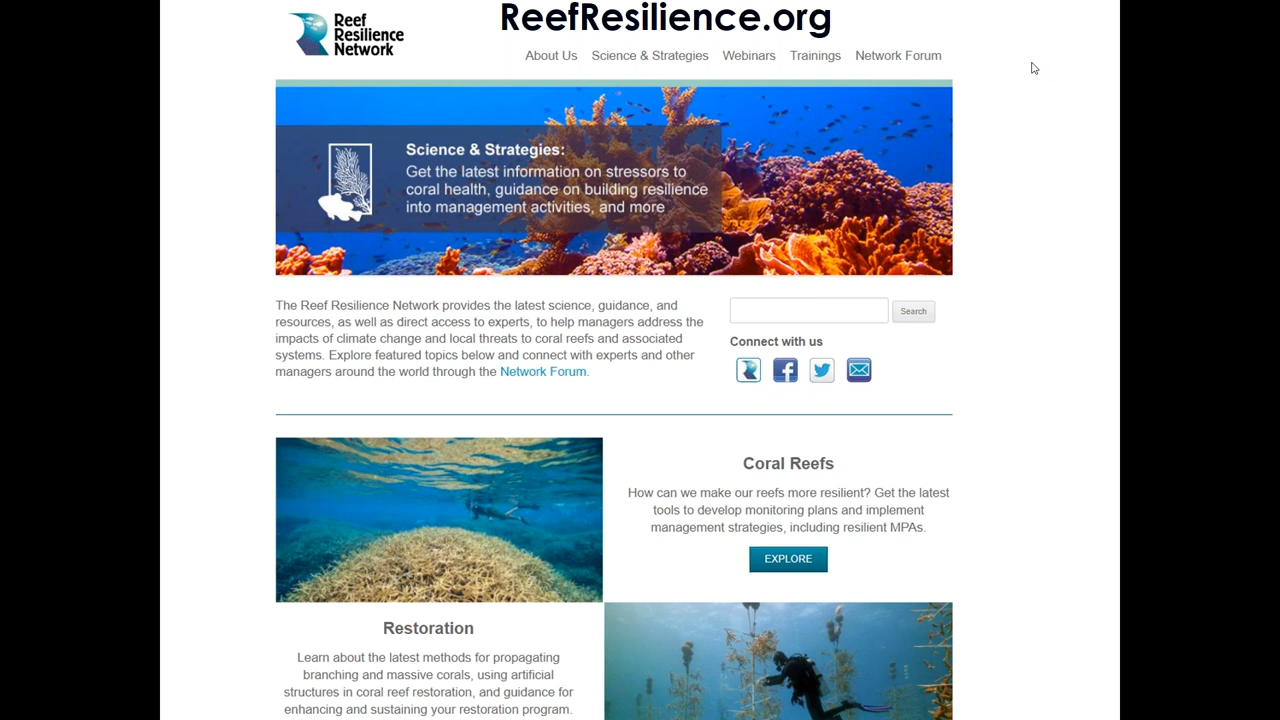 ReefResilience.org
Reef
Resilience
Network
About Us Science & Strategies Webinars Trainings Network Forum
Science & Strategies:
Get the latest information on stressors to
coral health, guidance on building resilience
into management activities, and more
The Reef Resilience Network provides the latest science, guidance, and
resources, as well as direct access to experts, to help managers address the
impacts of climate change and local threats to coral reefs and associated
systems. Explore featured topics below and connect with experts and other
managers around the world through the Network Forum.
Search
Connect with us
Coral Reefs
How can we make our reefs more resilient? Get the latest
tools to develop monitoring plans and implement
management strategies, including resilient MPAs.
EXPLORE
Restoration
Learn about the latest methods for propagating
branching and massive corals, using artificial
structures in coral reef restoration, and guidance for
enhancing and sustaining your restoration program.